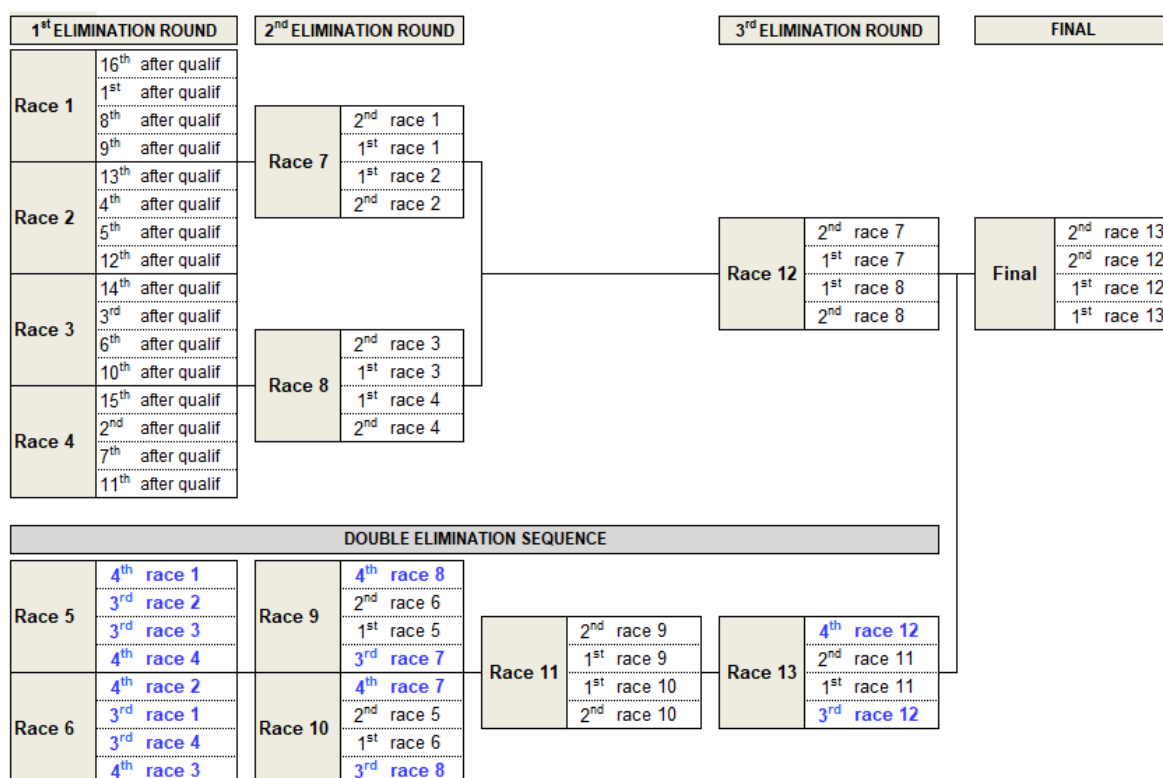 1st ELIMINATION ROUND
2nd ELIMINATION ROUND
3rd ELIMINATION ROUND
FINAL
Race 1
16th after qualif
1st after qualif
8th after qualif
9th after qualif
Race 2
13th after qualif
4th after qualif
5th after qualif
12th after qualif
Race 3
14th after qualif
3rd after qualif
6th after qualif
10th after qualif
Race 4
15th after qualif
2nd after qualif
7th after qualif
11th after qualif
Race 7
2nd race 1
1st race 1
1st race 2
2nd race 2
Race 8
2nd race 3
1st race 3
1st race 4
2nd race 4
Race 12
2nd race 7
1st race 7
1st race 8
2nd race 8
Final
2nd race 13
2nd race 12
1st race 12
1st race 13
DOUBLE ELIMINATION SEQUENCE
Race 5
4th race 1
3rd race 2
3rd race 3
4th race 4
Race 6
4th race 2
3rd race 1
3rd race 4
4th race 3
Race 9
4th race 8
2nd race 6
1st race 5
3rd race 7
Race 10
4th race 7
2nd race 5
1st race 6
3rd race 8
Race 11
2nd race 9
1st race 9
1st race 10
2nd race 10
Race 13
4th race 12
2nd race 11
1st race 11
3rd race 12